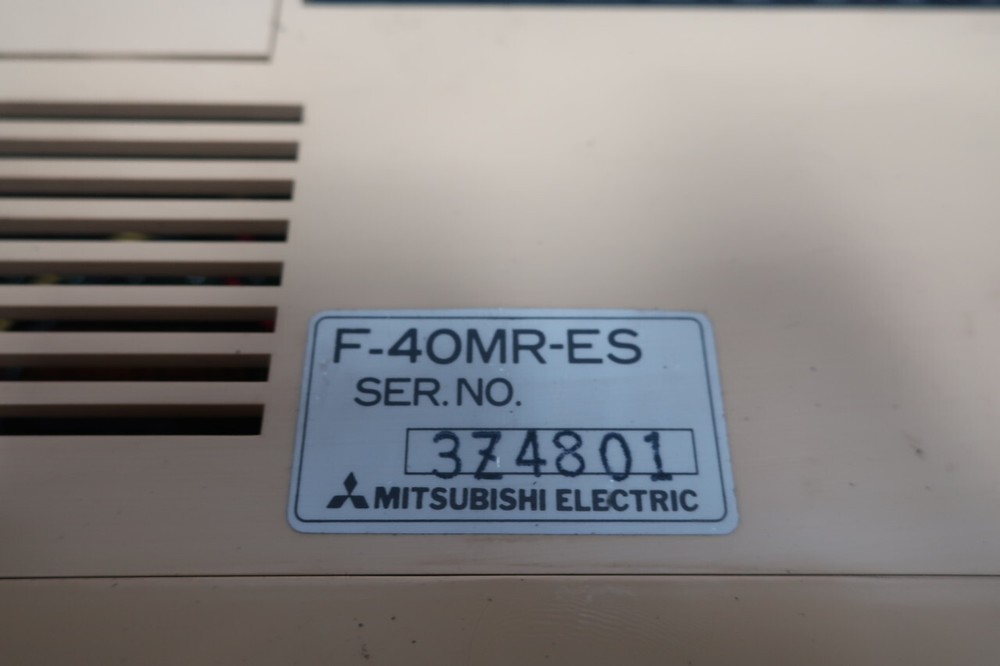 F-40MR-ES
SER. NO.
3Z4801
MITSUBISHI ELECTRIC